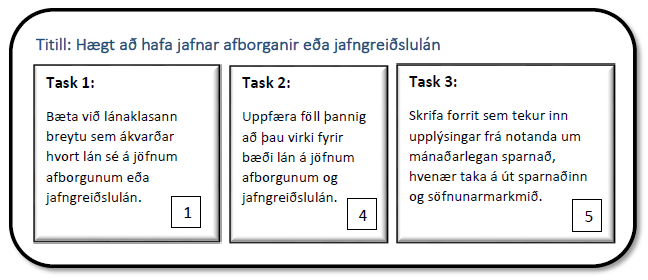 Titill: Hægt að hafa jafnar afborganir eða jafngreiðslulán
Task 1:
Bæta við lánaklasann
breytu sem ákvarðar
hvort lán sé á jöfnum
afborgunum eða
jafngreiðslulán.
1
Task 2:
Uppfæra föll þannig
að þau virki fyrir
bæði lán á jöfnum
afborgunum og
jafngreiðslulán.
4
Task 3:
Skrifa forrit sem tekur inn
upplýsingar frá notanda um
mánaðarlegan sparnað,
hvenær taka á út sparnaðinn
og söfnunarmarkmið.
5